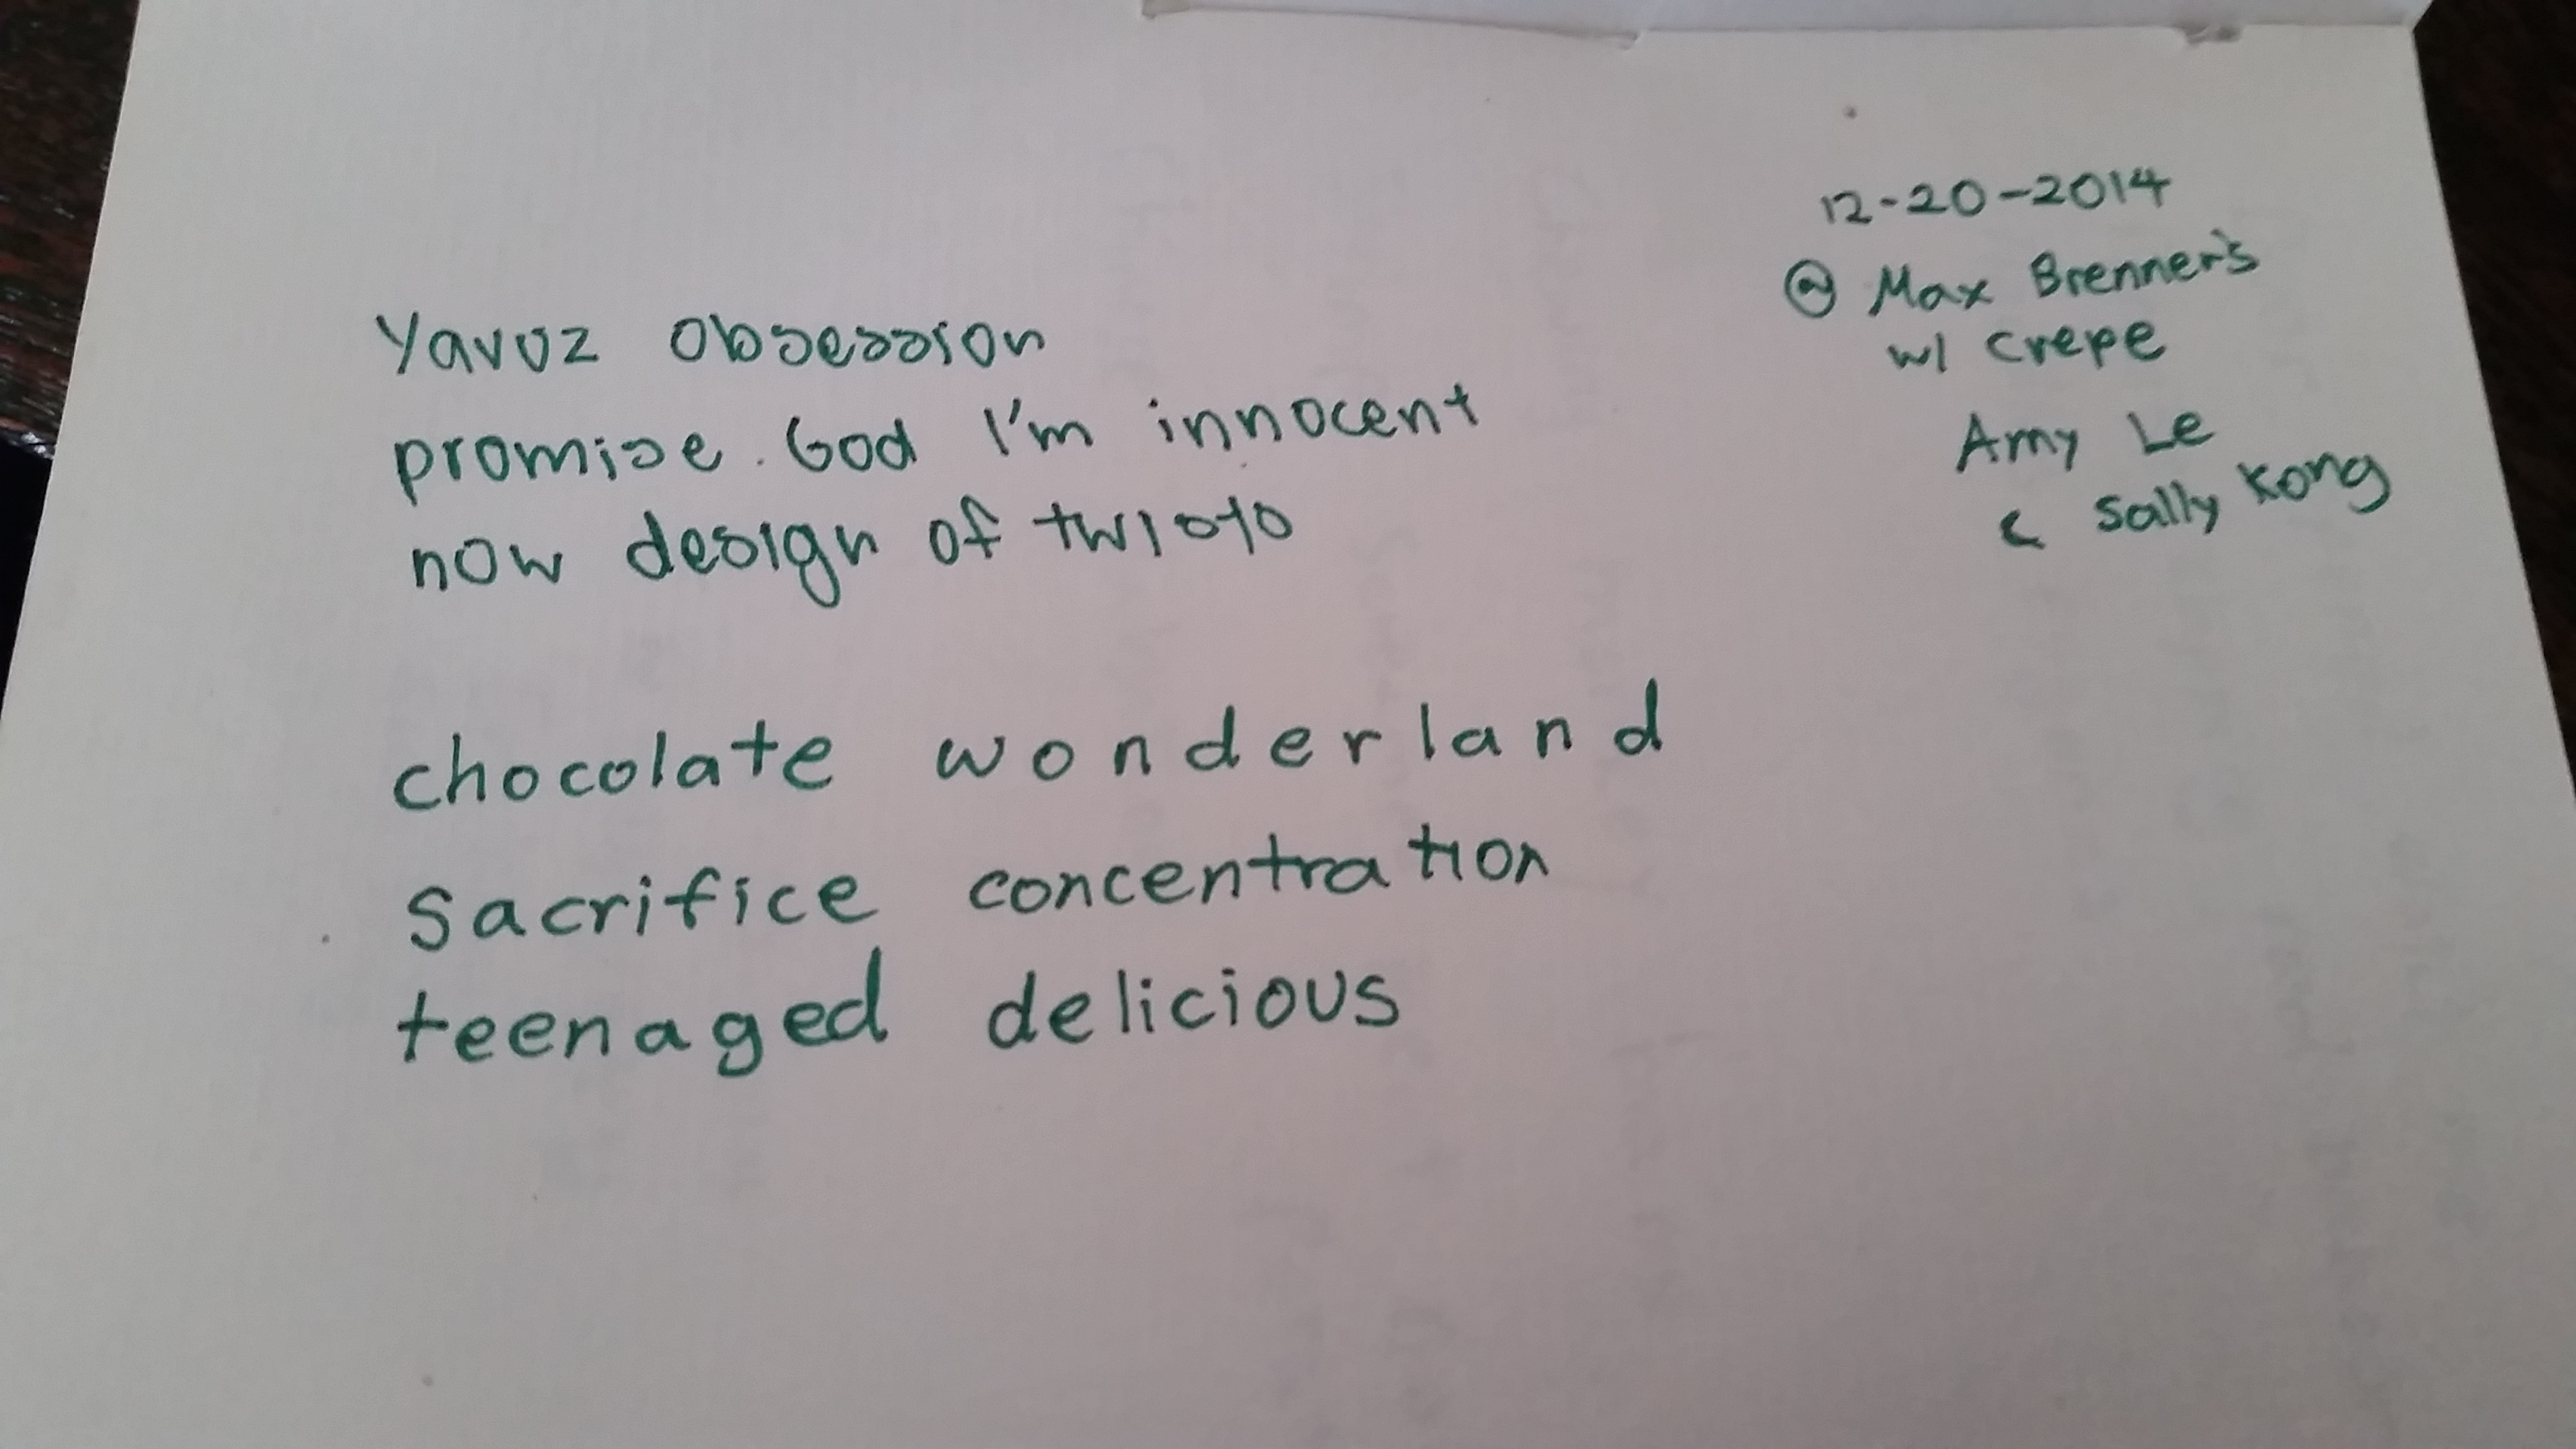 12-20-2014
@ Max Brenner's
w/ crepe
Amy Le
& Sally Kong
Yavuz obsession
promise. God I'm innocent
now design of twists
chocolate wonderland
sacrifice concentration
teenaged delicious